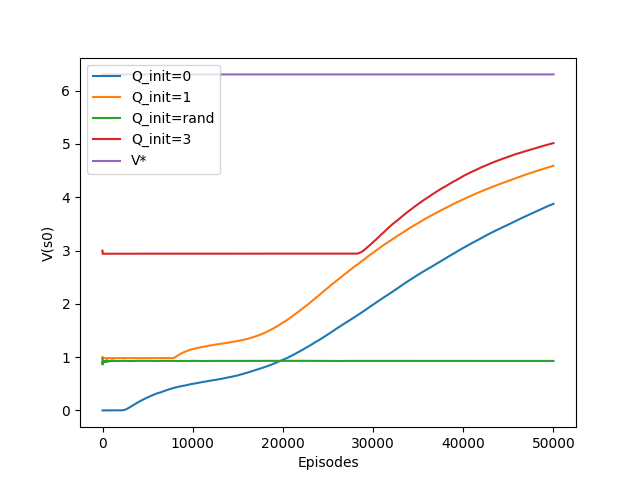 Q_init=0
Q_init=1
Q_init=rand
Q_init=3
V*
V(s0)
6
5
4
3
2
1
0
0 10000 20000 30000 40000 50000
Episodes